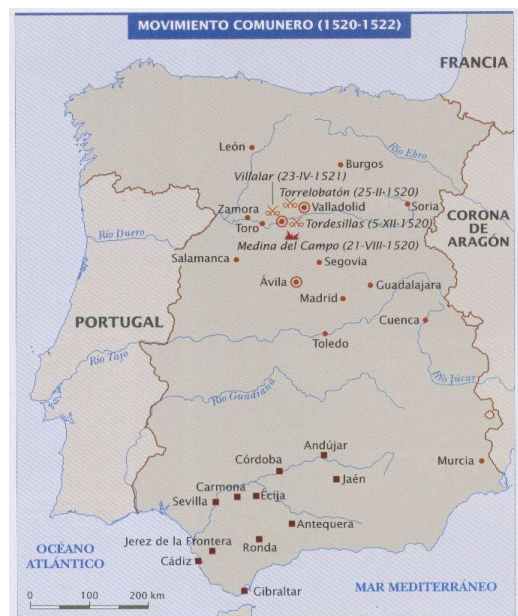 MOVIMIENTO COMUNERO (1520-1522)
FRANCIA
León
Río Ebro
Burgos
Villalar (23-IV-1521)
Torrelobatón (25-II-1520)
Zamora
Valladolid
Soria
Toro
Tordesillas (5-XII-1520)
CORONA
DE
ARAGÓN
Río Duero
Medina del Campo (21-VIII-1520)
Salamanca
Segovia
Ávila
Guadalajara
Madrid
PORTUGAL
Cuenca
Toledo
Río Tajo
Río Júcar
Río Guadiana
Andújar
Córdoba
Murcia
Jaén
Carmona
Écija
Sevilla
Antequera
Jerez de la Frontera
Ronda
OCÉANO
ATLÁNTICO
Cádiz
Gibraltar
MAR MEDITERRÁNEO
0 100 200 km